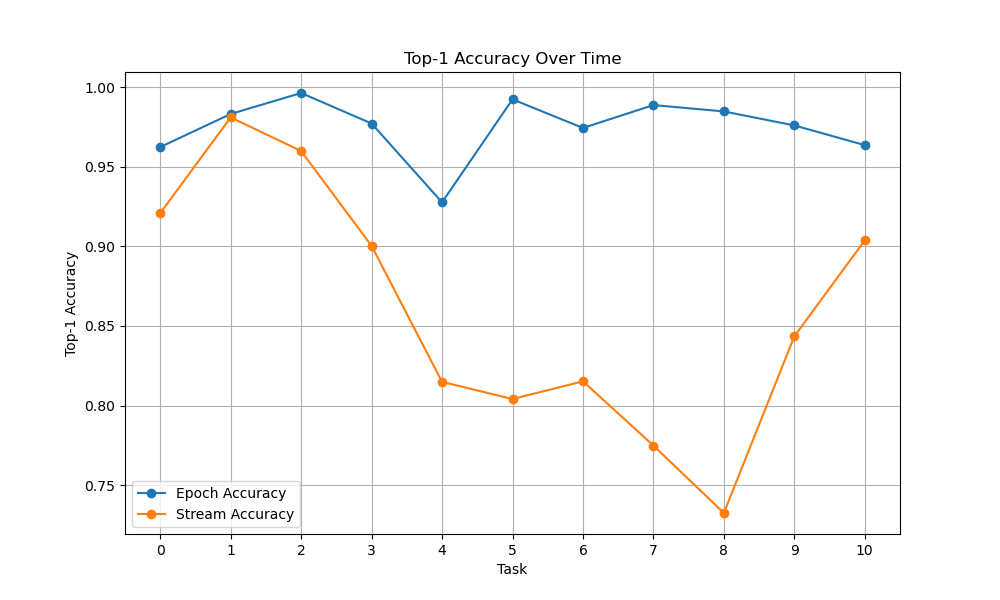 Top-1 Accuracy Over Time
1.00
0.95
0.90
0.85
0.80
0.75
Top-1 Accuracy
Epoch Accuracy
Stream Accuracy
0 1 2 3 4 5 6 7 8 9 10
Task